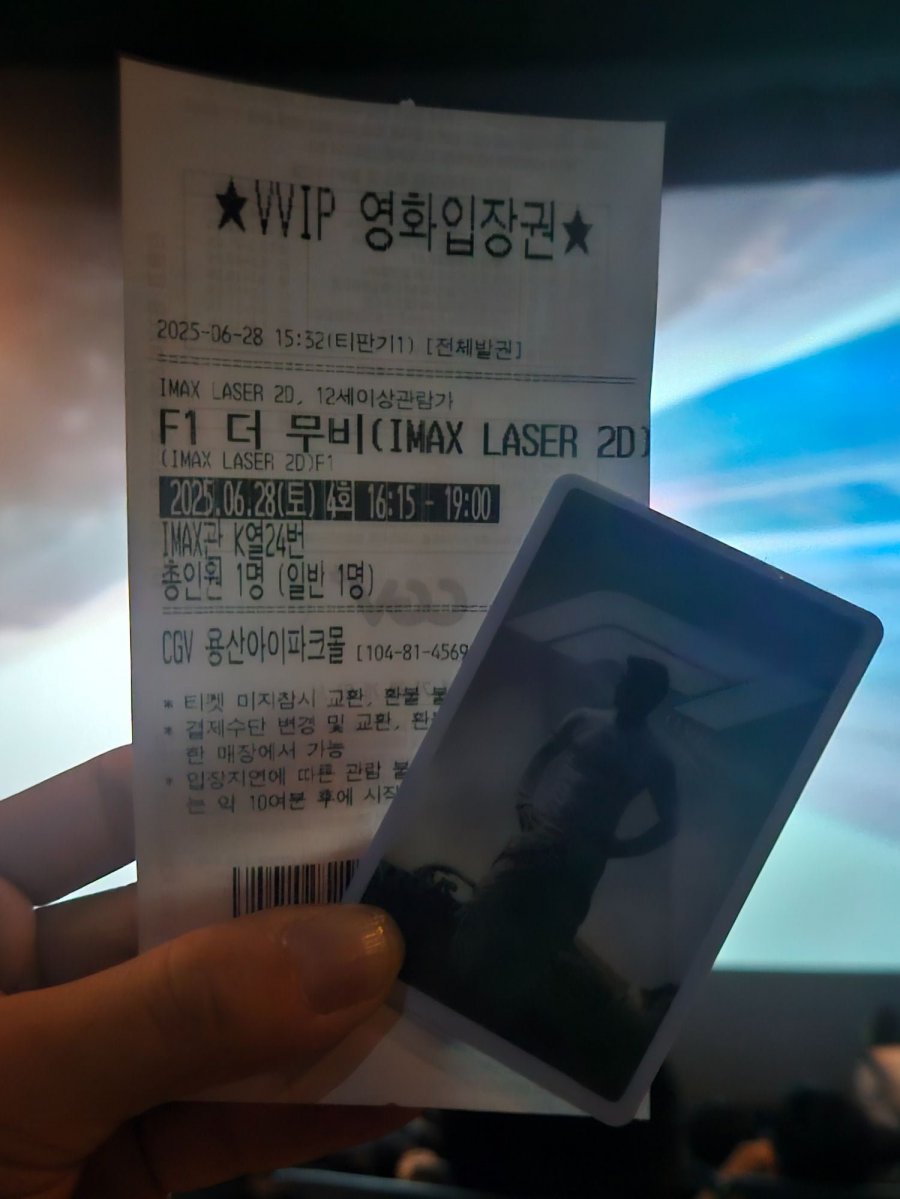 ★VVIP 영화입장권★
2025-06-28 15:32(티판기1) [전체발권]
IMAX LASER 2D, 12세이상관람가
F1 더 무비(IMAX LASER 2D)
(IMAX LASER 2D)F1
2025.06.28(토) 4회 16:15 - 19:00
IMAX관 K열24번
총인원 1명 (일반 1명)
CGV 용산아이파크몰 [104-81-4569
* 티켓 미지참시 교환, 환불 불
* 결제수단 변경 및 교환, 환
한 매장에서 가능
* 입장지연에 따른 관람 불
는 약 10여분 후에 시작